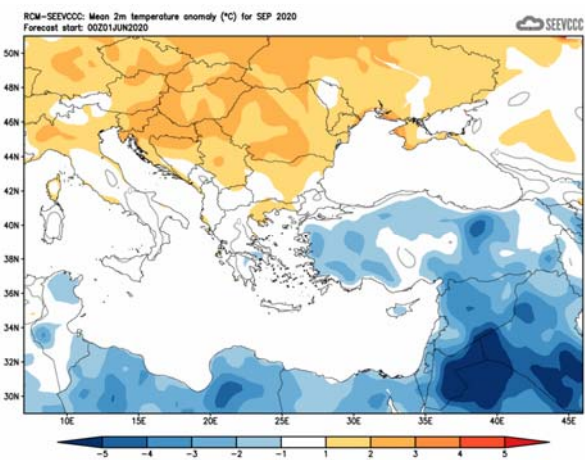 RCM-SEEVCCC: Mean 2m temperature anomaly (°C) for SEP 2020
Forecast start: 00Z01JUN2020
SEEVCCC
50N
48N
46N
44N
42N
40N
38N
36N
34N
32N
30N
10E 15E 20E 25E 30E 35E 40E 45E
-5 -4 -3 -2 -1 1 2 3 4 5